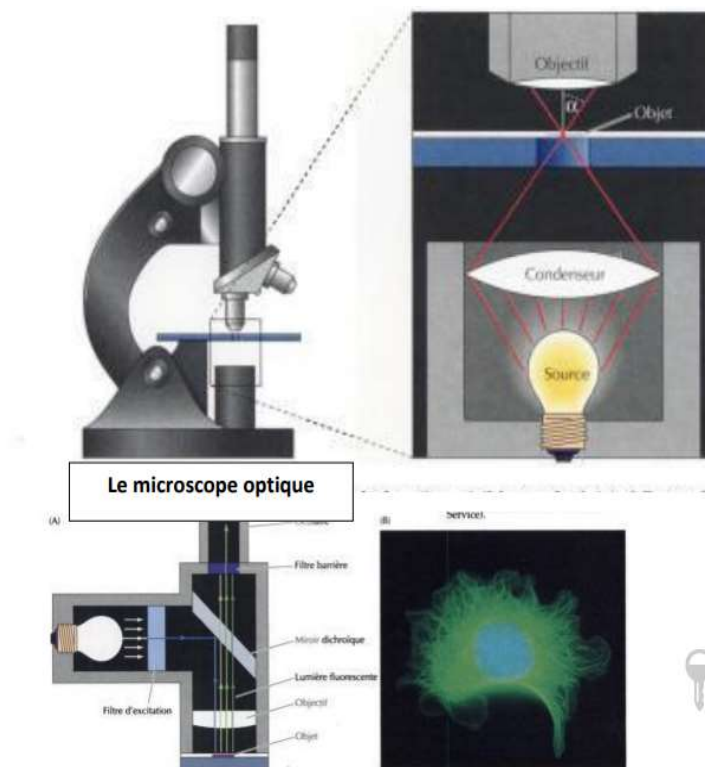 Objectif
α
Objet
Condenseur
Source
Le microscope optique
Service).
(A)
(B)
Filtre barrière
Miroir dichroïque
Lumière fluorescente
Filtre d'excitation
Objectif
Objet